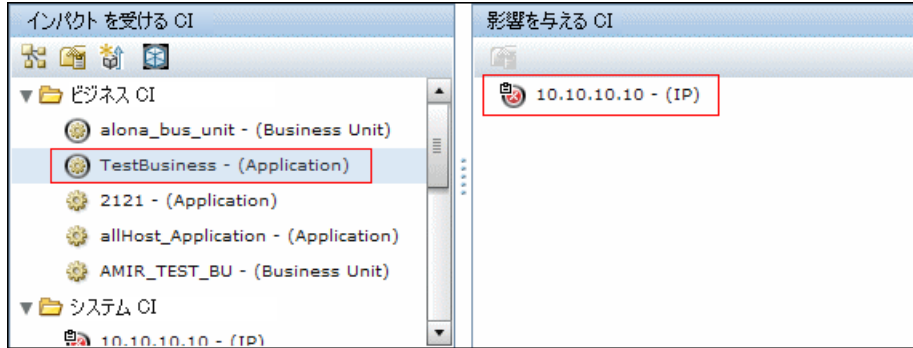 インパクト を受ける CI
ビジネス CI
alona_bus_unit - (Business Unit)
TestBusiness - (Application)
2121 - (Application)
allHost_Application - (Application)
AMIR_TEST_BU - (Business Unit)
システム CI
10.10.10.10 - (IP)
影響を与える CI
10.10.10.10 - (IP)